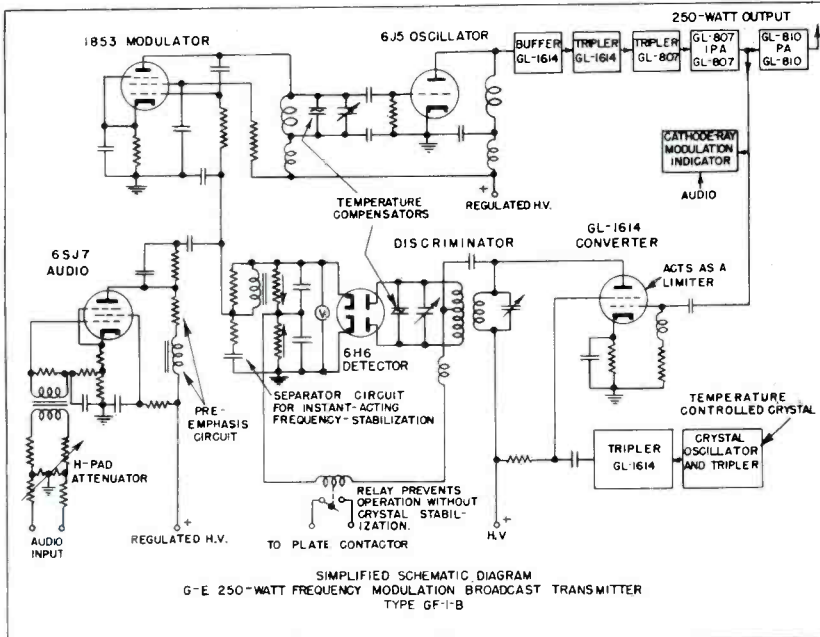 250-WATT OUTPUT
1853 MODULATOR
6J5 OSCILLATOR
BUFFER
GL-1614
TRIPLER
GL-1614
TRIPLER
GL-807
GL-807
IPA
GL-807
GL-810
PA
GL-810
CATHODE-RAY
MODULATION
INDICATOR
AUDIO
+
REGULATED H.V.
TEMPERATURE
COMPENSATORS
DISCRIMINATOR
GL-1614
CONVERTER
ACTS AS A
LIMITER
6SJ7
AUDIO
V
6H6
DETECTOR
PRE-
EMPHASIS
CIRCUIT
SEPARATOR CIRCUIT
FOR INSTANT-ACTING
FREQUENCY-STABILIZATION
TEMPERATURE
CONTROLLED CRYSTAL
H-PAD
ATTENUATOR
TRIPLER
GL-1614
CRYSTAL
OSCILLATOR
AND TRIPLER
RELAY PREVENTS
OPERATION WITHOUT
CRYSTAL STABIL-
IZATION.
AUDIO
INPUT
+
REGULATED H.V.
TO PLATE CONTACTOR
+
H.V
SIMPLIFIED SCHEMATIC DIAGRAM
G-E 250-WATT FREQUENCY MODULATION BROADCAST TRANSMITTER
TYPE GF-1-B